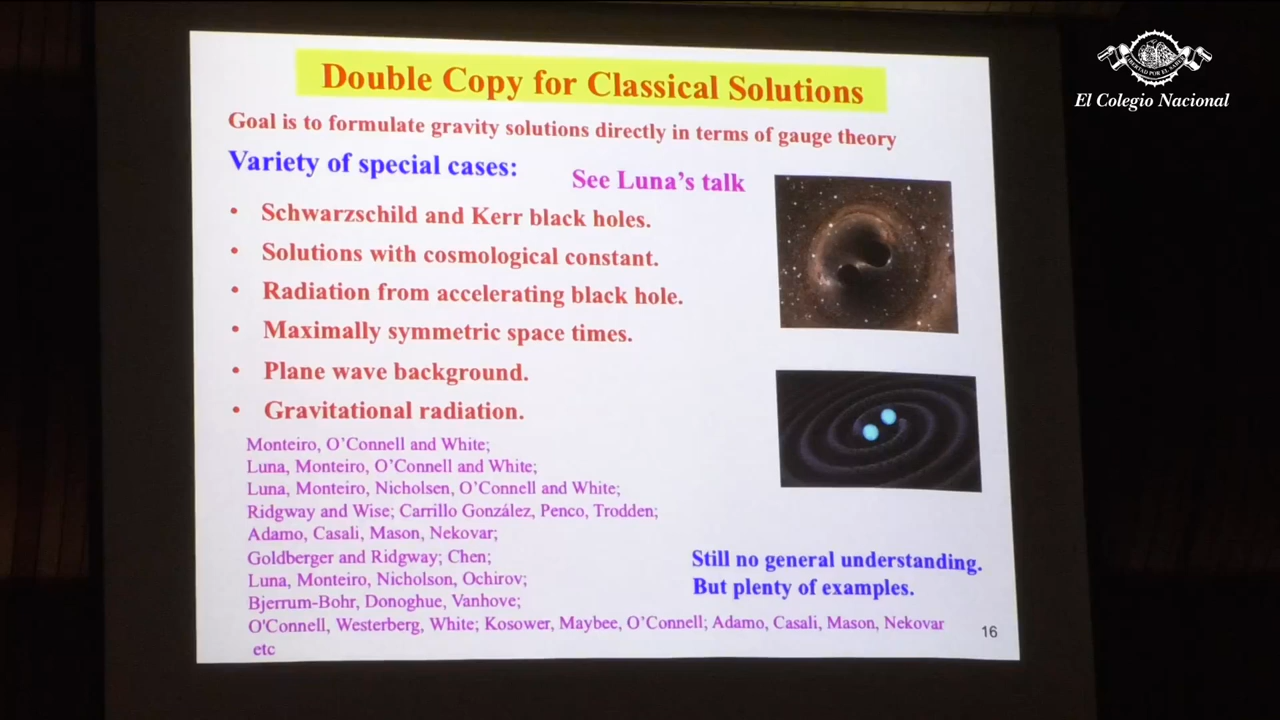 Double Copy for Classical Solutions
Goal is to formulate gravity solutions directly in terms of gauge theory
Variety of special cases:
See Luna's talk
• Schwarzschild and Kerr black holes.
• Solutions with cosmological constant.
• Radiation from accelerating black hole.
• Maximally symmetric space times.
• Plane wave background.
• Gravitational radiation.
Monteiro, O'Connell and White;
Luna, Monteiro, O'Connell and White;
Luna, Monteiro, Nicholsen, O'Connell and White;
Ridgway and Wise; Carrillo González, Penco, Trodden;
Adamo, Casali, Mason, Nekovar;
Goldberger and Ridgway; Chen;
Luna, Monteiro, Nicholson, Ochirov;
Bjerrum-Bohr, Donoghue, Vanhove;
O'Connell, Westerberg, White; Kosower, Maybee, O'Connell; Adamo, Casali, Mason, Nekovar
etc
Still no general understanding.
But plenty of examples.
16
LIBERTAD POR EL SABER
El Colegio Nacional